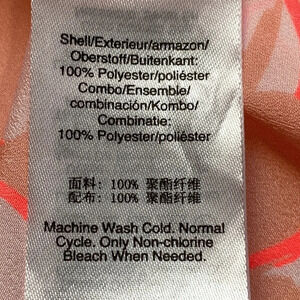 Shell/Exterieur/armazon/
Oberstoff/Buitenkant:
100% Polyester/poliéster
Combo/Ensemble/
combinación/Kombo/
Combinatie:
100% Polyester/poliéster
面料: 100% 聚酯纤维
配布: 100% 聚酯纤维
Machine Wash Cold. Normal
Cycle. Only Non-chlorine
Bleach When Needed.